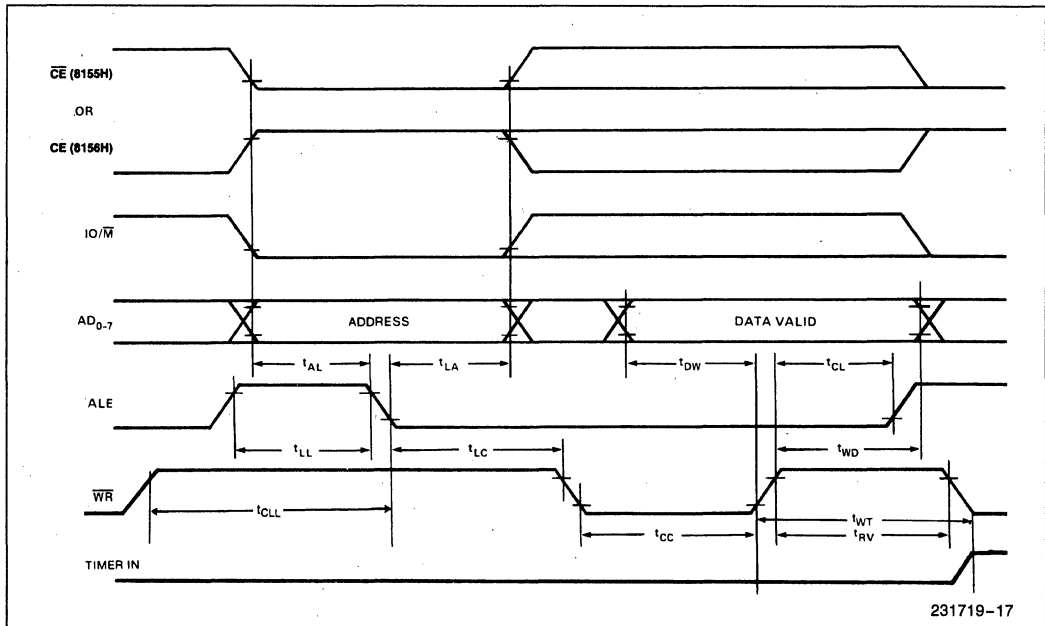 CE (8155H)
OR
CE (8156H)
IO/M
AD0-7
ADDRESS
DATA VALID
tAL
tLA
tDW
tCL
ALE
tLL
tLC
tWD
WR
tCLL
tCC
tWT
tRV
TIMER IN
231719-17